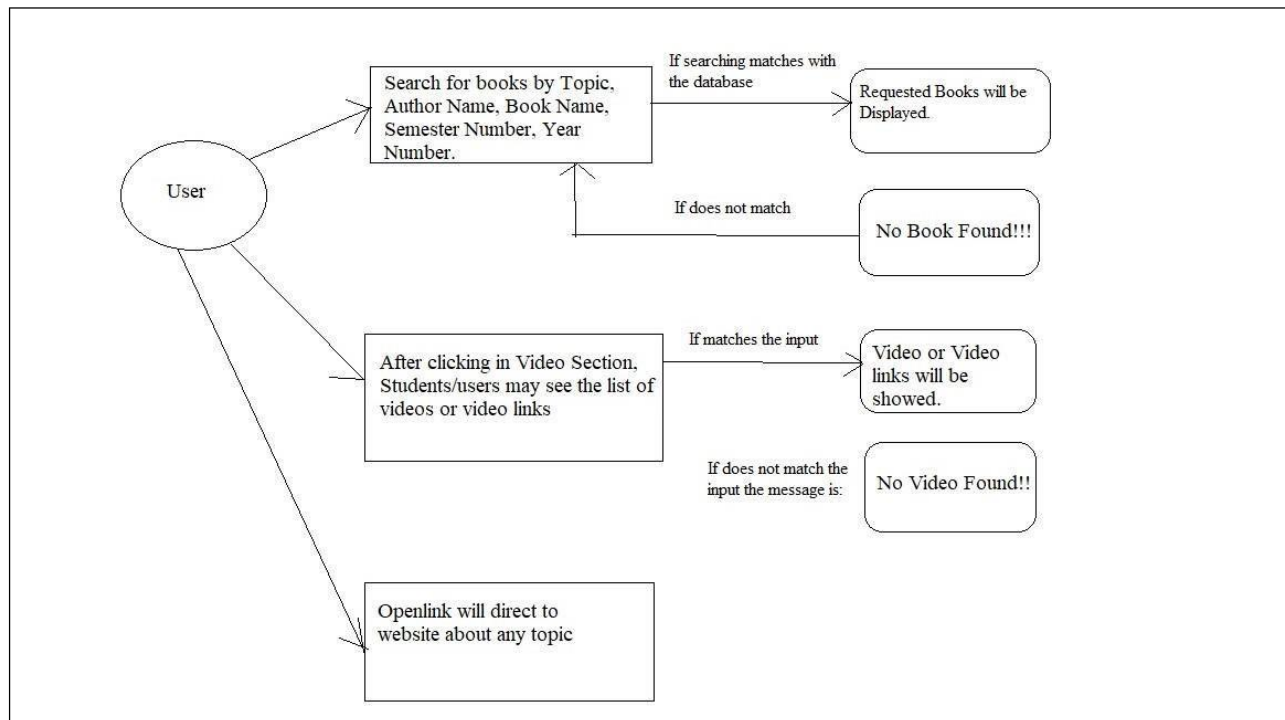 User
Search for books by Topic,
Author Name, Book Name,
Semester Number, Year
Number.
If searching matches with
the database
Requested Books will be
Displayed.
If does not match
No Book Found!!!
After clicking in Video Section,
Students/users may see the list of
videos or video links
If matches the input
Video or Video
links will be
showed.
If does not match the
input the message is:
No Video Found!!
Openlink will direct to
website about any topic